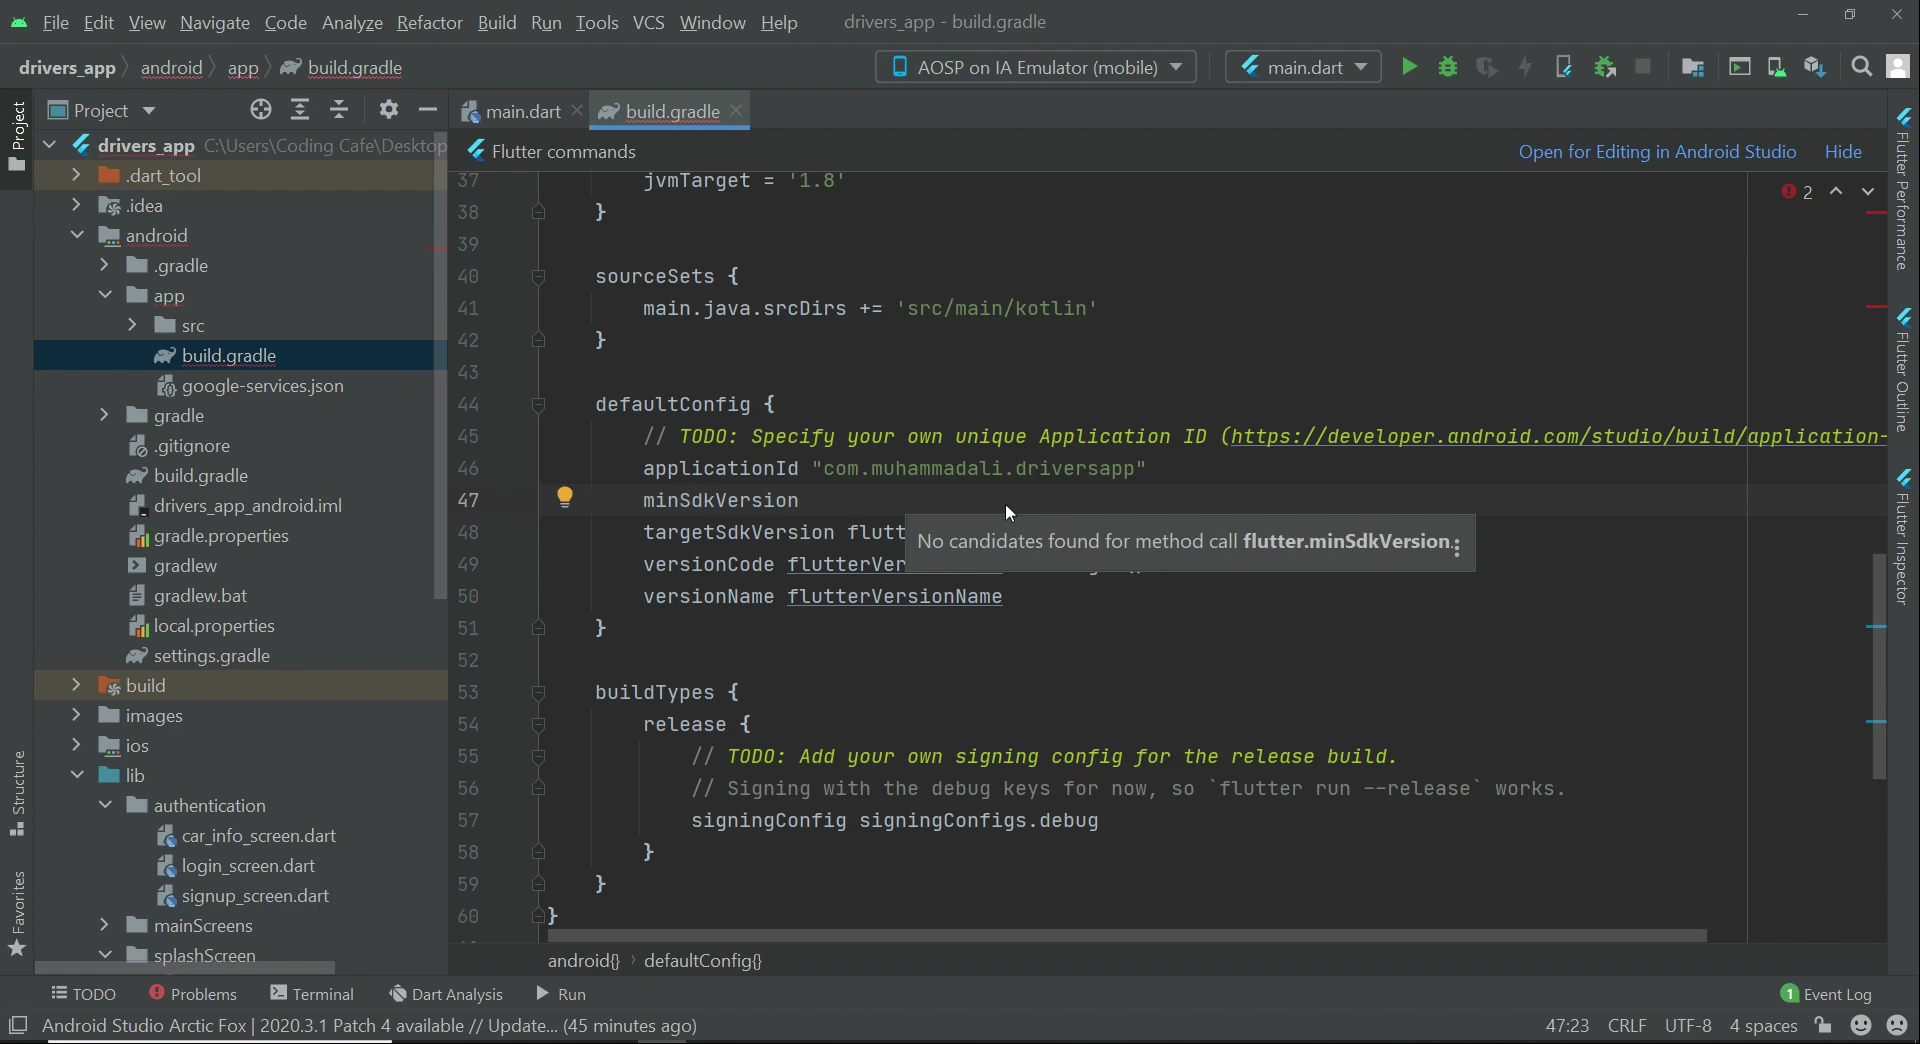 File Edit View Navigate Code Analyze Refactor Build Run Tools VCS Window Help drivers_app - build.gradle
drivers_app android app build.gradle AOSP on IA Emulator (mobile) main.dart
Project Project main.dart build.gradle
Flutter commands Open for Editing in Android Studio Hide
drivers_app C:\Users\Coding Cafe\Desktop
.dart_tool
.idea
android
.gradle
app
src
build.gradle
google-services.json
gradle
.gitignore
build.gradle
drivers_app_android.iml
gradle.properties
gradlew
gradlew.bat
local.properties
settings.gradle
build
images
ios
lib
authentication
car_info_screen.dart
login_screen.dart
signup_screen.dart
mainScreens
splashScreen
Structure
Favorites
37 jvmTarget = '1.8'
2
38 }
39
40 sourceSets {
41 main.java.srcDirs += 'src/main/kotlin'
42 }
43
44 defaultConfig {
45 // TODO: Specify your own unique Application ID (https://developer.android.com/studio/build/application-
46 applicationId "com.muhammadali.driversapp"
47 minSdkVersion
48 targetSdkVersion flutt
No candidates found for method call flutter.minSdkVersion.
49 versionCode flutterVer
50 versionName flutterVersionName
51 }
52
53 buildTypes {
54 release {
55 // TODO: Add your own signing config for the release build.
56 // Signing with the debug keys for now, so `flutter run --release` works.
57 signingConfig signingConfigs.debug
58 }
59 }
60 }
android{} defaultConfig{}
Flutter Performance
Flutter Outline
Flutter Inspector
TODO Problems Terminal Dart Analysis Run 1 Event Log
Android Studio Arctic Fox | 2020.3.1 Patch 4 available // Update... (45 minutes ago) 47:23 CRLF UTF-8 4 spaces